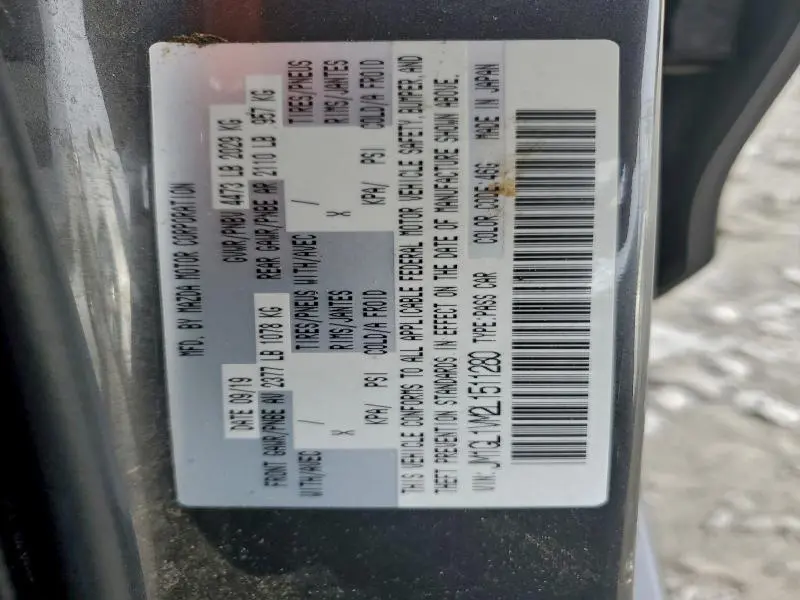 MFD. BY MAZDA MOTOR CORPORATION
DATE 09/19 GVWR/PNBV 4473 LB 2029 KG
FRONT GAWR/PNBE AV 2377 LB 1078 KG REAR GAWR/PNBE AR 2110 LB 957 KG
WITH/AVEC / TIRES/PNEUS WITH/AVEC / TIRES/PNEUS
X RIMS/JANTES X RIMS/JANTES
KPA/ PSI COLD/A FROID KPA/ PSI COLD/A FROID
THIS VEHICLE CONFORMS TO ALL APPLICABLE FEDERAL MOTOR VEHICLE SAFETY, BUMPER, AND
THEFT PREVENTION STANDARDS IN EFFECT ON THE DATE OF MANUFACTURE SHOWN ABOVE.
VIN: JM1GL1WM2L1511280 TYPE: PASS CAR COLOR CODE: 46G MADE IN JAPAN